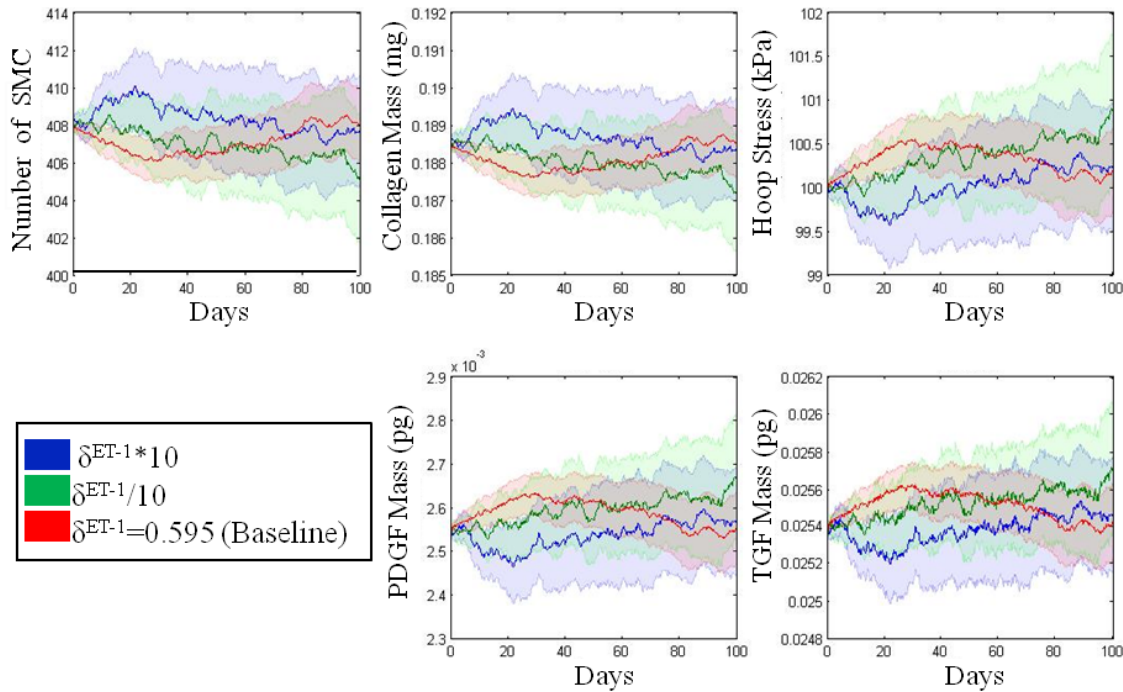 Number of SMC
414
412
410
408
406
404
402
400
0 20 40 60 80 100
Days
Collagen Mass (mg)
0.192
0.191
0.19
0.189
0.188
0.187
0.186
0.185
0 20 40 60 80 100
Days
Hoop Stress (kPa)
102
101.5
101
100.5
100
99.5
99
0 20 40 60 80 100
Days
δᴱᵀ⁻¹*10
δᴱᵀ⁻¹/10
δᴱᵀ⁻¹=0.595 (Baseline)
PDGF Mass (pg)
x 10⁻³
2.9
2.8
2.7
2.6
2.5
2.4
2.3
0 20 40 60 80 100
Days
TGF Mass (pg)
0.0262
0.026
0.0258
0.0256
0.0254
0.0252
0.025
0.0248
0 20 40 60 80 100
Days